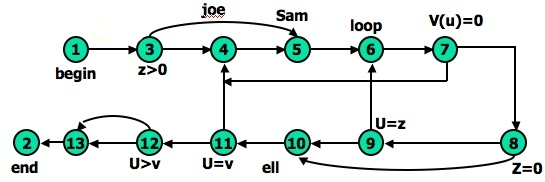 joe
Sam
loop
V(u)=0
1 3 4 5 6 7
begin
z>0
U=z
2 13 12 11 10 9 8
end
U>v
U=v
ell
Z=0